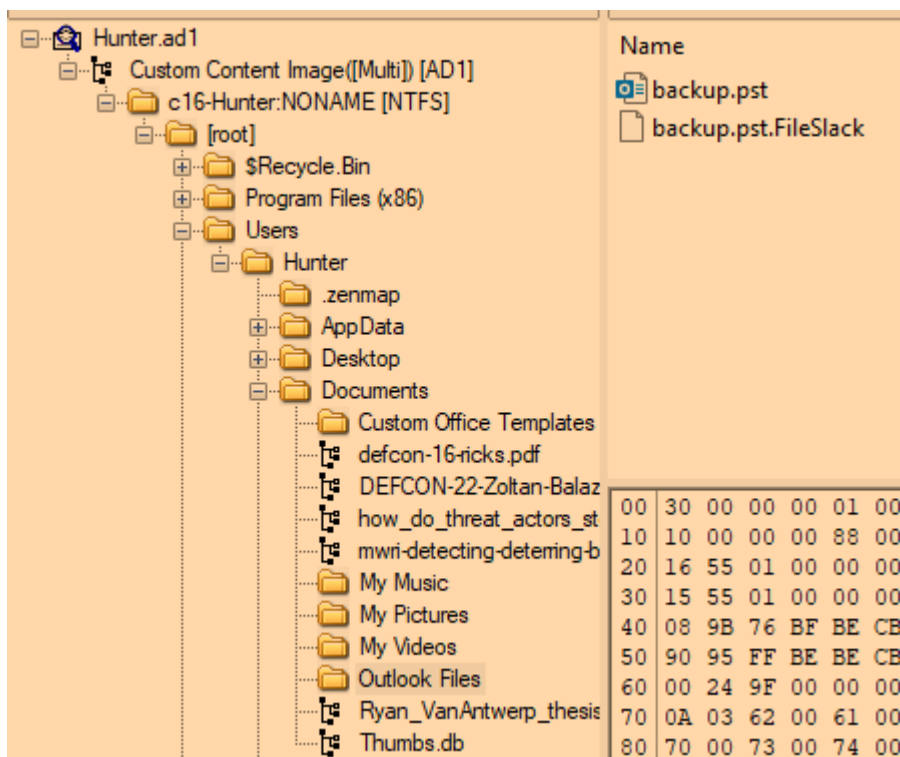 Hunter.ad1
Custom Content Image([Multi]) [AD1]
c16-Hunter:NONAME [NTFS]
[root]
$Recycle.Bin
Program Files (x86)
Users
Hunter
.zenmap
AppData
Desktop
Documents
Custom Office Templates
defcon-16-ricks.pdf
DEFCON-22-Zoltan-Balaz
how_do_threat_actors_st
mwri-detecting-deterring-b
My Music
My Pictures
My Videos
Outlook Files
Ryan_VanAntwerp_thesis
Thumbs.db
Name
backup.pst
backup.pst.FileSlack
00 30 00 00 00 01 00
10 10 00 00 00 88 00
20 16 55 01 00 00 00
30 15 55 01 00 00 00
40 08 9B 76 BF BE CB
50 90 95 FF BE BE CB
60 00 24 9F 00 00 00
70 0A 03 62 00 61 00
80 70 00 73 00 74 00